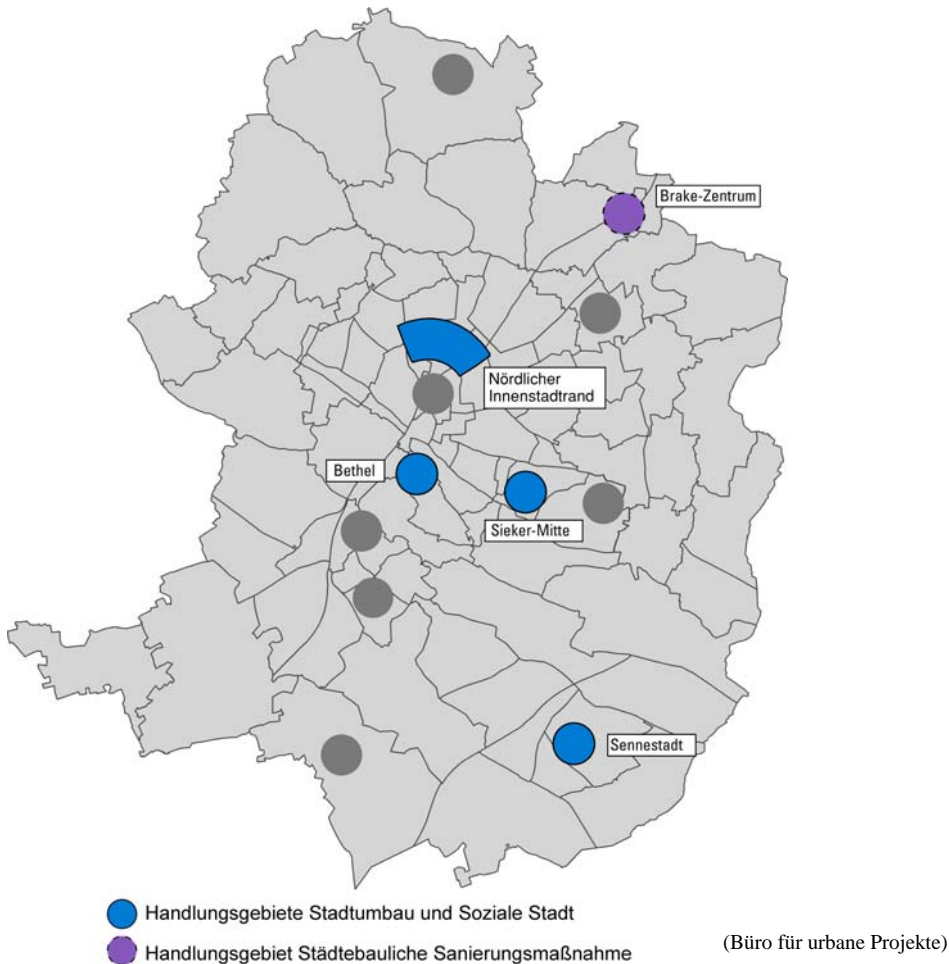 Brake-Zentrum
Nördlicher
Innenstadtrand
Bethel
Sieker-Mitte
Sennestadt
Handlungsgebiete Stadtumbau und Soziale Stadt
Handlungsgebiet Städtebauliche Sanierungsmaßnahme
(Büro für urbane Projekte)